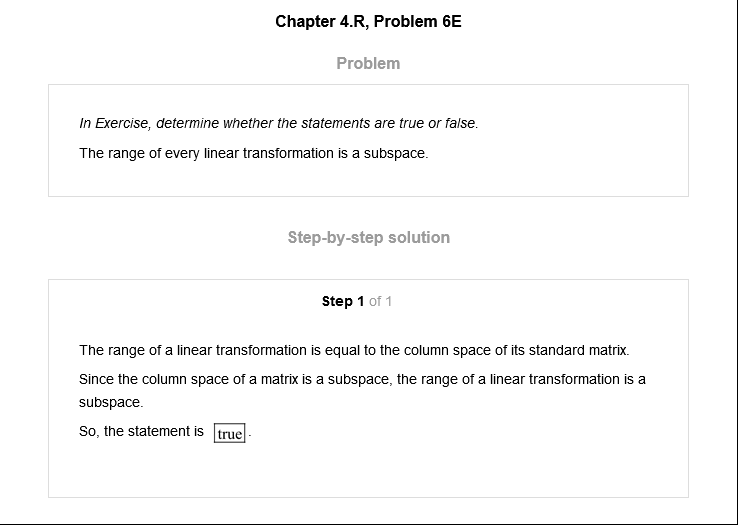 Chapter 4.R, Problem 6E
Problem
In Exercise, determine whether the statements are true or false.
The range of every linear transformation is a subspace.
Step-by-step solution
Step 1 of 1
The range of a linear transformation is equal to the column space of its standard matrix.
Since the column space of a matrix is a subspace, the range of a linear transformation is a
subspace.
So, the statement is true.